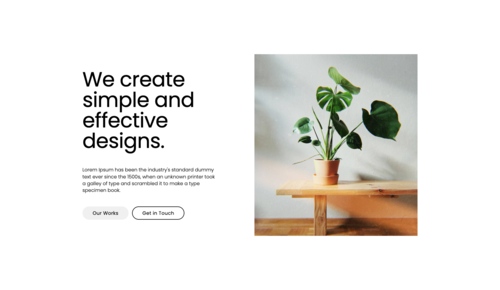 We create
simple and
effective
designs.
Lorem Ipsum has been the industry's standard dummy
text ever since the 1500s, when an unknown printer took
a galley of type and scrambled it to make a type
specimen book.
Our Works
Get in Touch